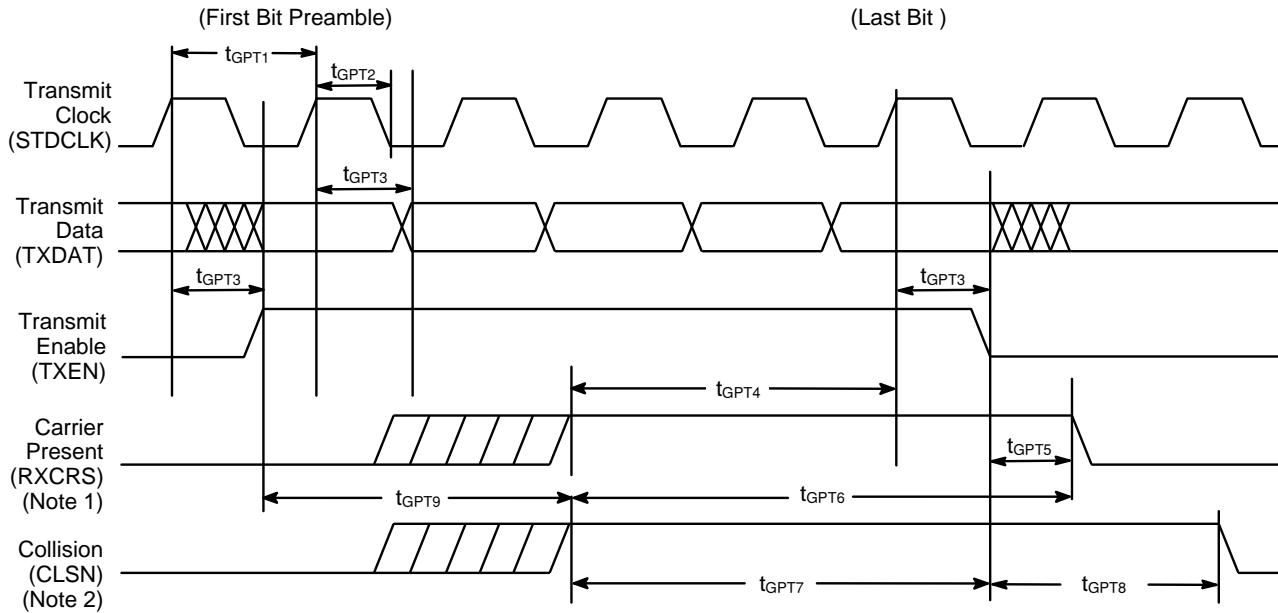 (First Bit Preamble)
(Last Bit )
tGPT1
tGPT2
Transmit
Clock
(STDCLK)
tGPT3
Transmit
Data
(TXDAT)
tGPT3
tGPT3
Transmit
Enable
(TXEN)
tGPT4
Carrier
Present
(RXCRS)
(Note 1)
tGPT5
tGPT9
tGPT6
Collision
(CLSN)
(Note 2)
tGPT7
tGPT8